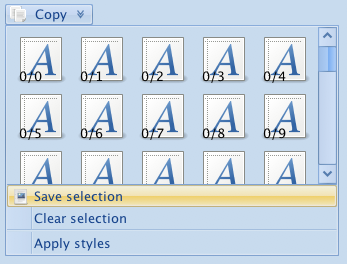 Copy
A A A A A
0/0 0/1 0/2 0/3 0/4
A A A A A
0/5 0/6 0/7 0/8 0/9
A A A A A
Save selection
Clear selection
Apply styles